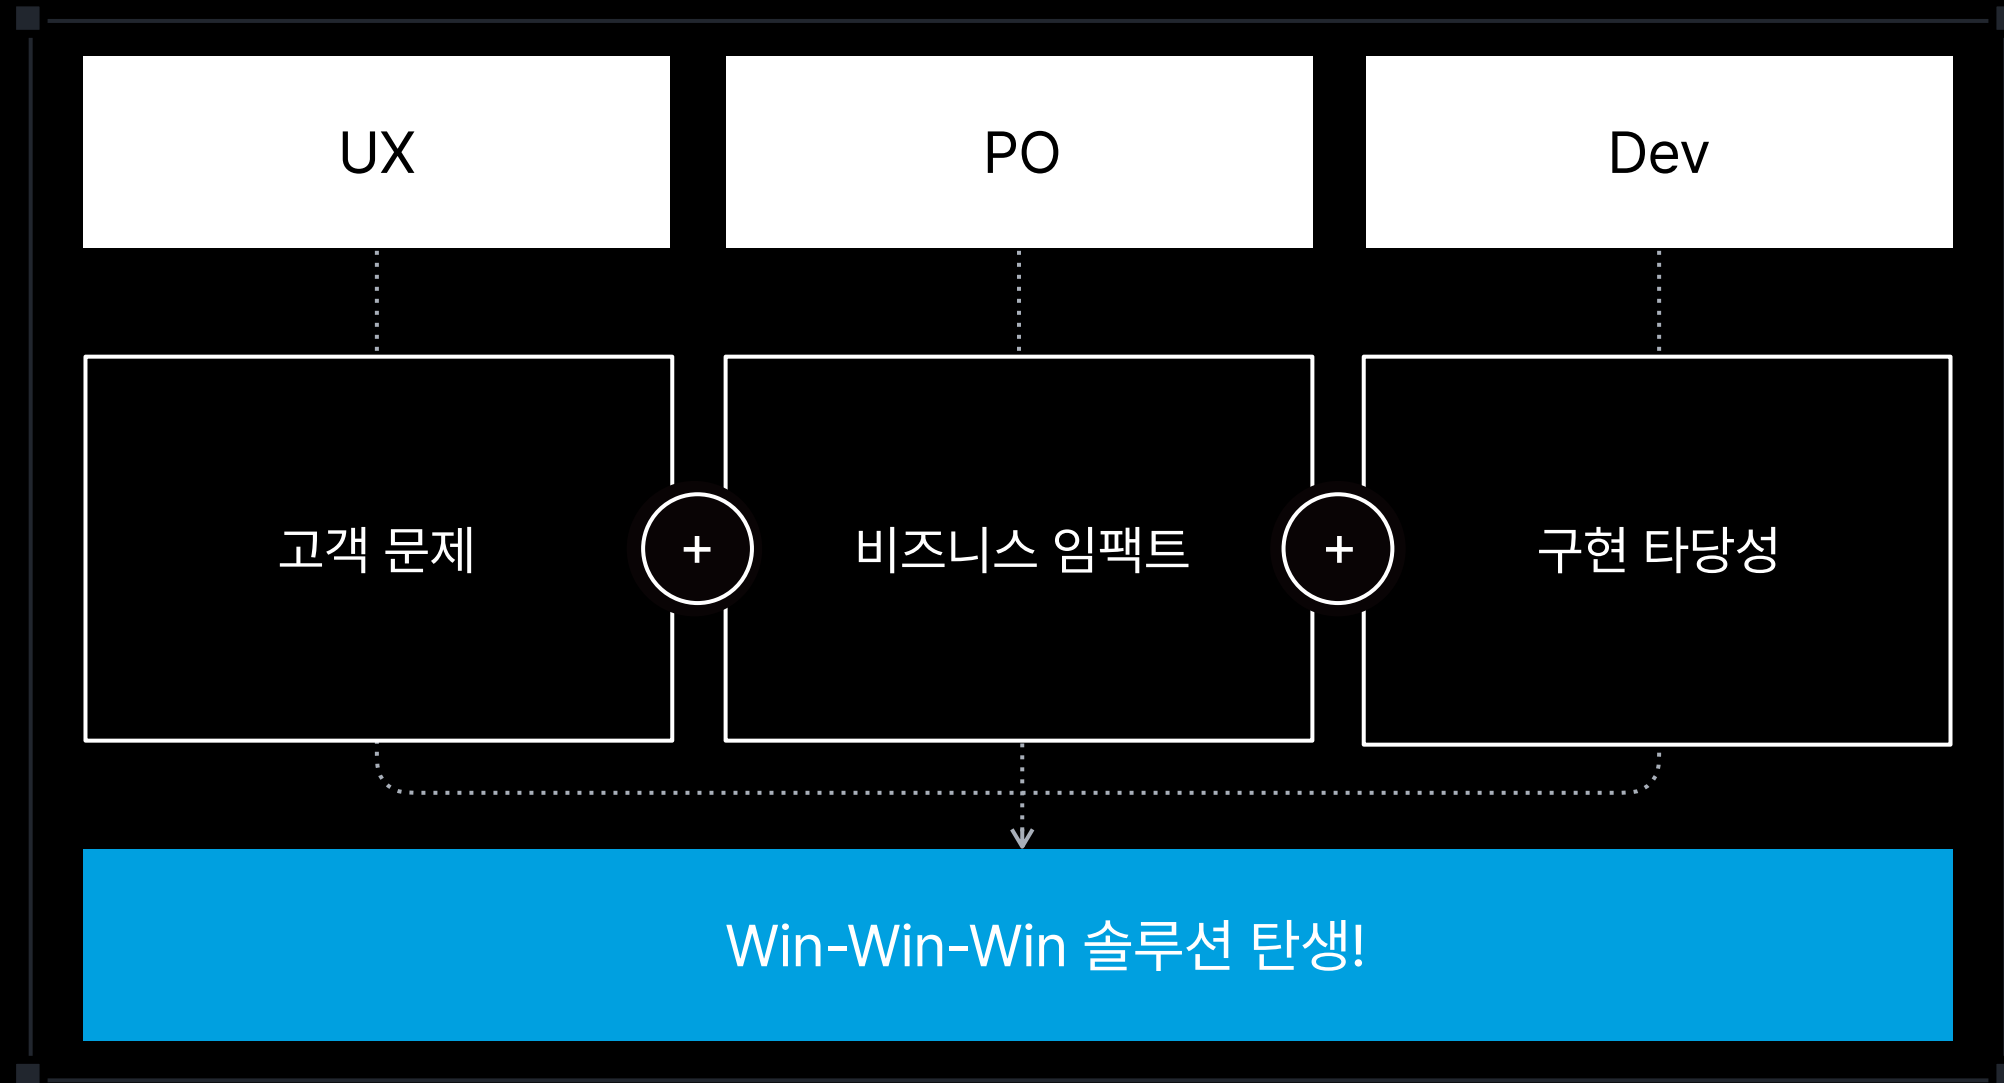 UX
PO
Dev
고객 문제
+
비즈니스 임팩트
+
구현 타당성
Win-Win-Win 솔루션 탄생!